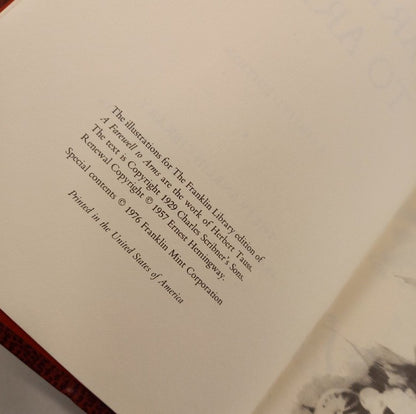 The illustrations for The Franklin Library edition of
A Farewell to Arms are the work of Herbert Tauss.
The text is Copyright 1929 Charles Scribner's Sons.
Renewal Copyright © 1957 Ernest Hemingway.
Special contents © 1976 Franklin Mint Corporation
Printed in the United States of America